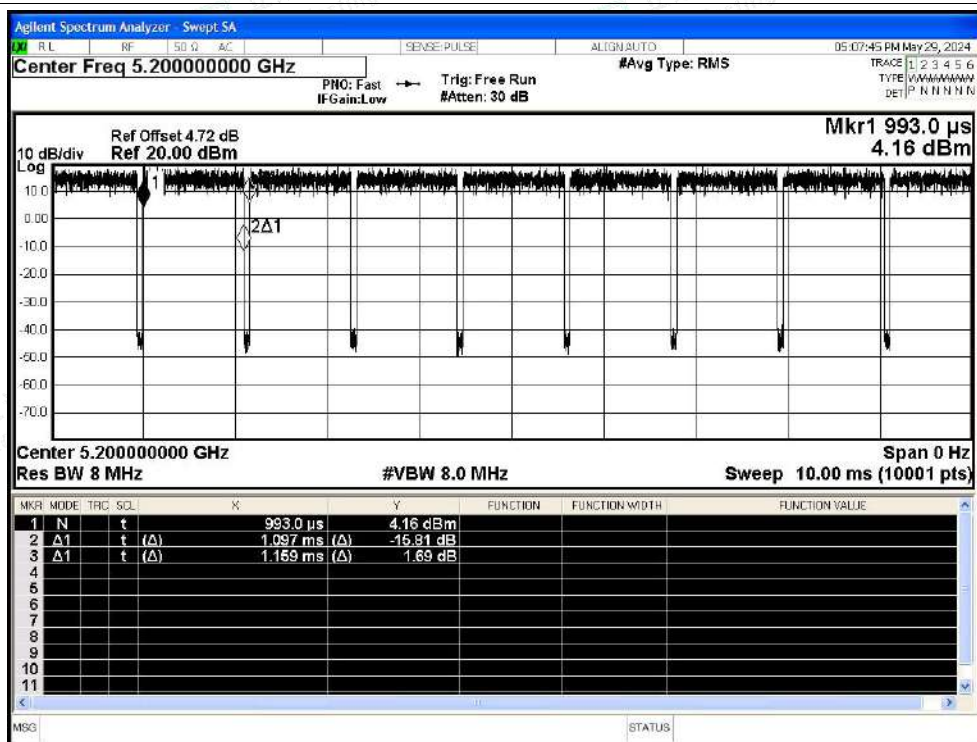 Agilent Spectrum Analyzer - Swept SA
LXI RL RF 50 Ω AC SENSE:PULSE ALIGNAUTO 05:07:45 PM May 29, 2024
Center Freq 5.200000000 GHz #Avg Type: RMS TRACE 1 2 3 4 5 6
PNO: Fast Trig: Free Run TYPE
IFGain:Low #Atten: 30 dB DET P N N N N N
Mkr1 993.0 µs
Ref Offset 4.72 dB
10 dB/div Ref 20.00 dBm 4.16 dBm
Log
10.0
0.00
-10.0
-20.0
-30.0
-40.0
-50.0
-60.0
-70.0
1
2Δ1
Center 5.200000000 GHz Span 0 Hz
Res BW 8 MHz #VBW 8.0 MHz Sweep 10.00 ms (10001 pts)
MKR MODE TRC SCL X Y FUNCTION FUNCTION WIDTH FUNCTION VALUE
1 N t 993.0 µs 4.16 dBm
2 Δ1 t (Δ) 1.097 ms (Δ) -15.81 dB
3 Δ1 t (Δ) 1.159 ms (Δ) 1.69 dB
4
5
6
7
8
9
10
11
MSG STATUS